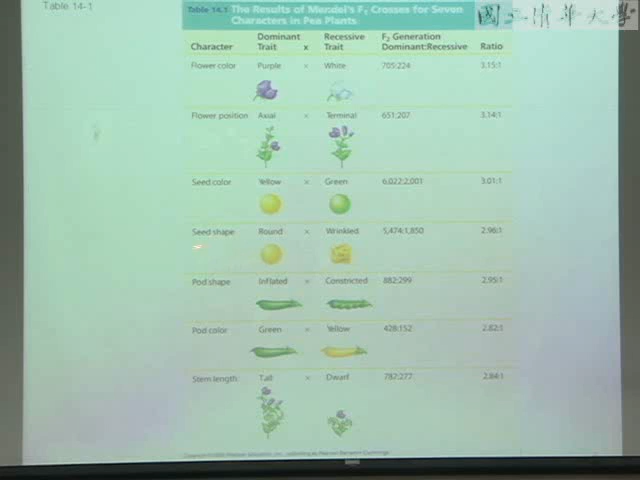 Table 14-1
國立清華大學
Table 14.1 The Results of Mendel's F₁ Crosses for Seven
Characters in Pea Plants
Character Dominant Trait x Recessive Trait F₂ Generation Dominant:Recessive Ratio
Flower color Purple × White 705:224 3.15:1
Flower position Axial × Terminal 651:207 3.14:1
Seed color Yellow × Green 6,022:2,001 3.01:1
Seed shape Round × Wrinkled 5,474:1,850 2.96:1
Pod shape Inflated × Constricted 882:299 2.95:1
Pod color Green × Yellow 428:152 2.82:1
Stem length Tall × Dwarf 787:277 2.84:1